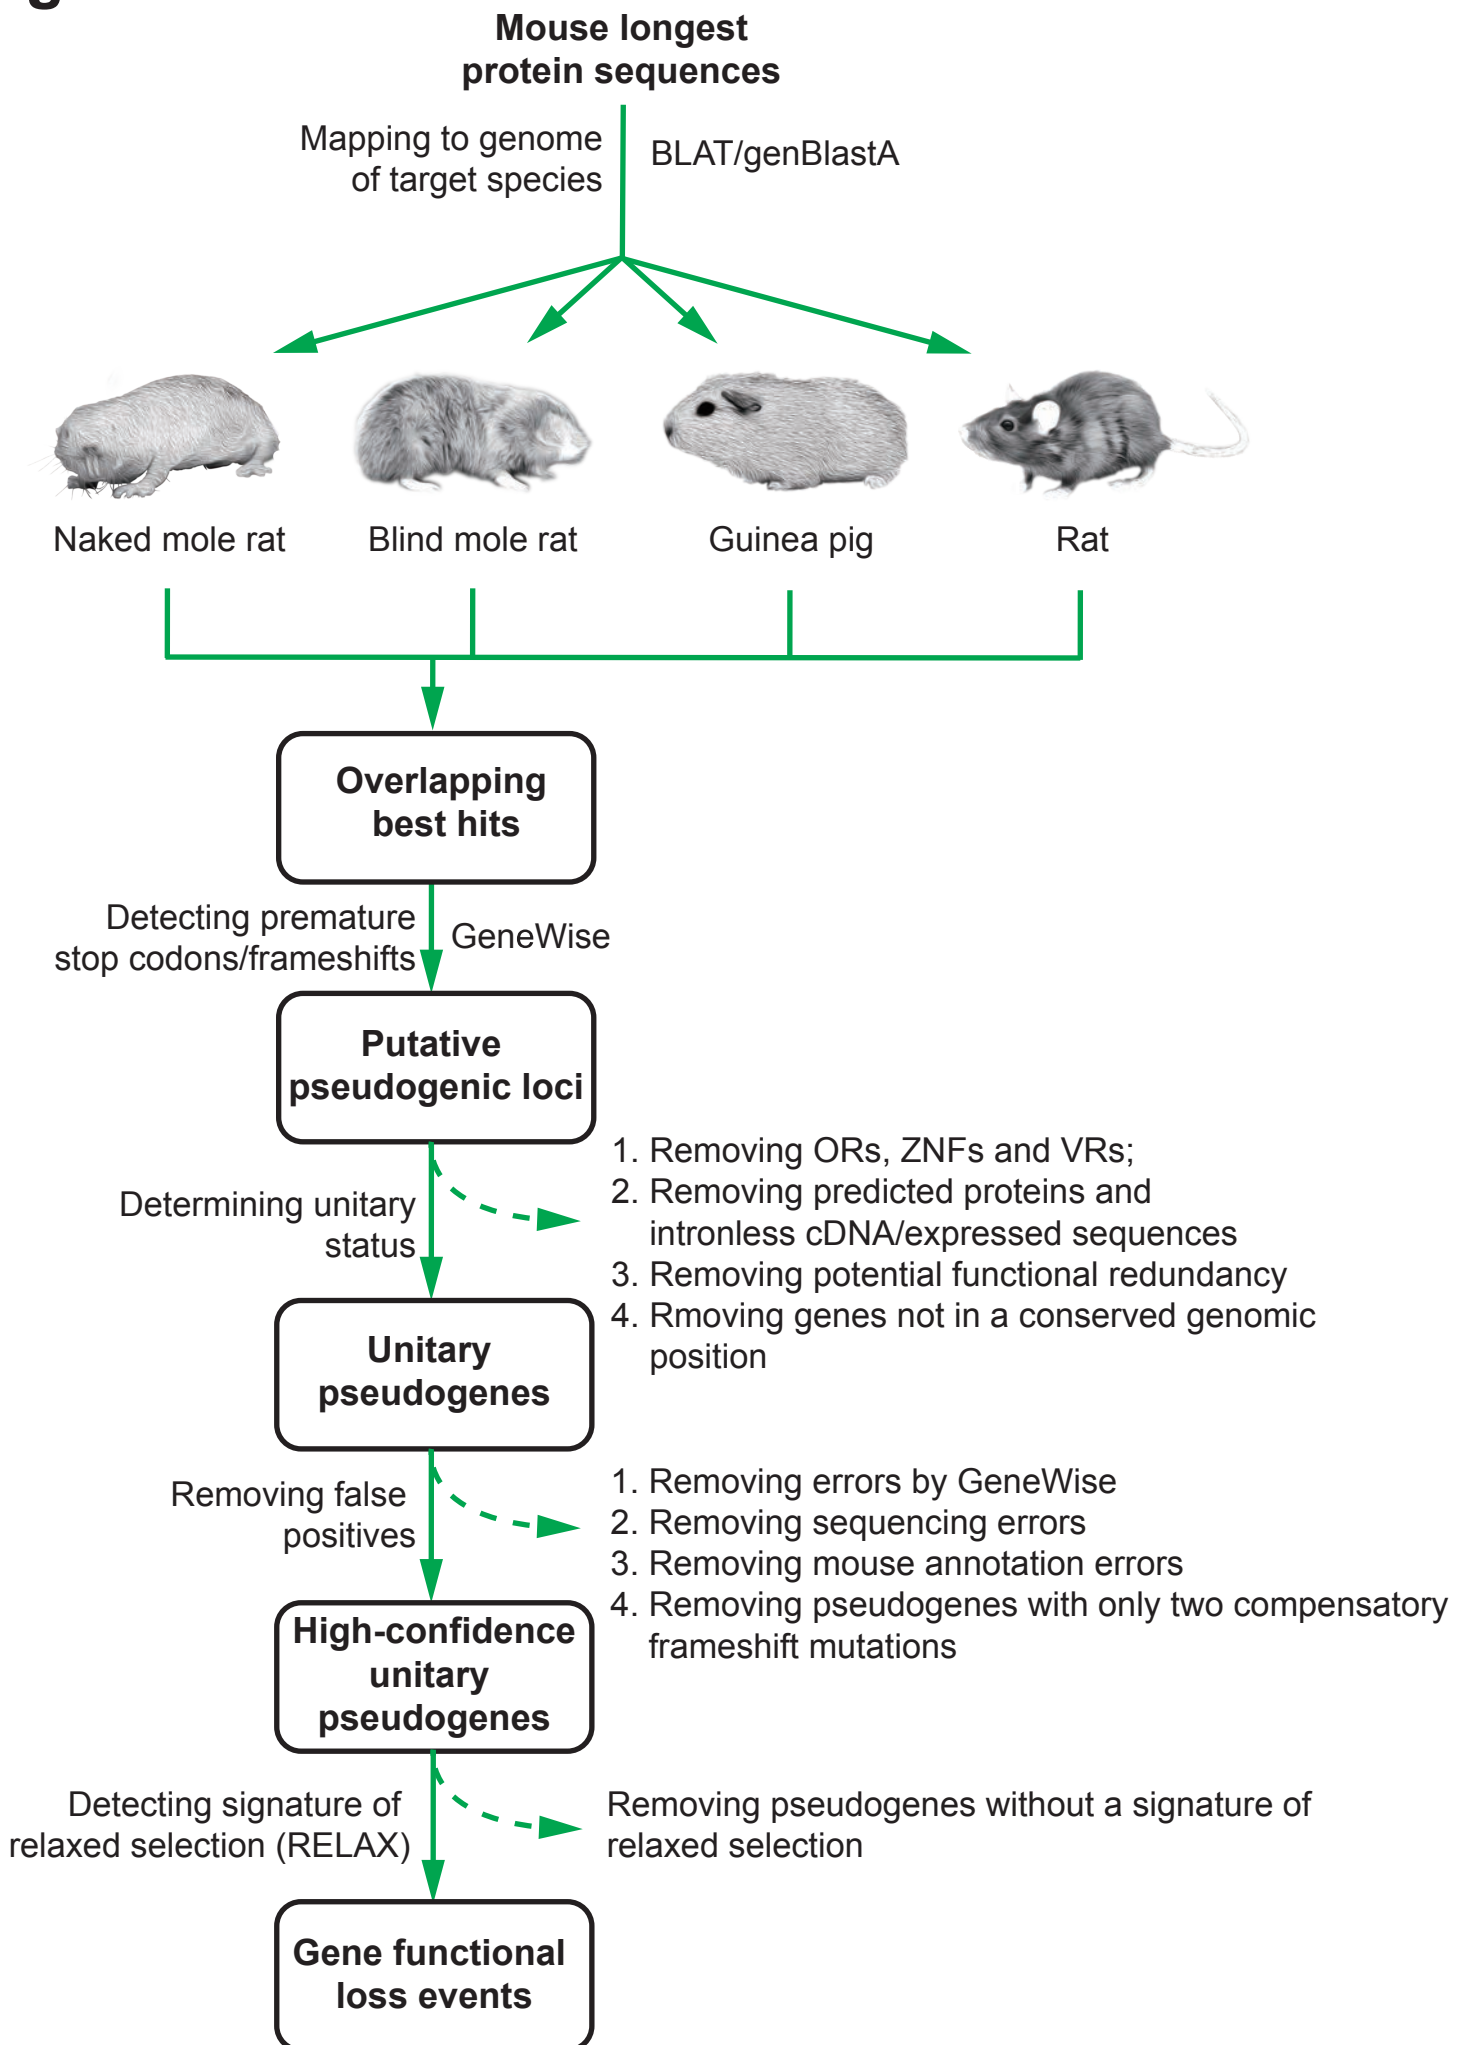 g
Mouse longest
protein sequences
Mapping to genome
of target species
BLAT/genBlastA
Naked mole rat
Blind mole rat
Guinea pig
Rat
Overlapping
best hits
Detecting premature
stop codons/frameshifts
GeneWise
Putative
pseudogenic loci
Determining unitary
status
1. Removing ORs, ZNFs and VRs;
2. Removing predicted proteins and
intronless cDNA/expressed sequences
3. Removing potential functional redundancy
4. Rmoving genes not in a conserved genomic
position
Unitary
pseudogenes
Removing false
positives
1. Removing errors by GeneWise
2. Removing sequencing errors
3. Removing mouse annotation errors
4. Removing pseudogenes with only two compensatory
frameshift mutations
High-confidence
unitary
pseudogenes
Detecting signature of
relaxed selection (RELAX)
Removing pseudogenes without a signature of
relaxed selection
Gene functional
loss events